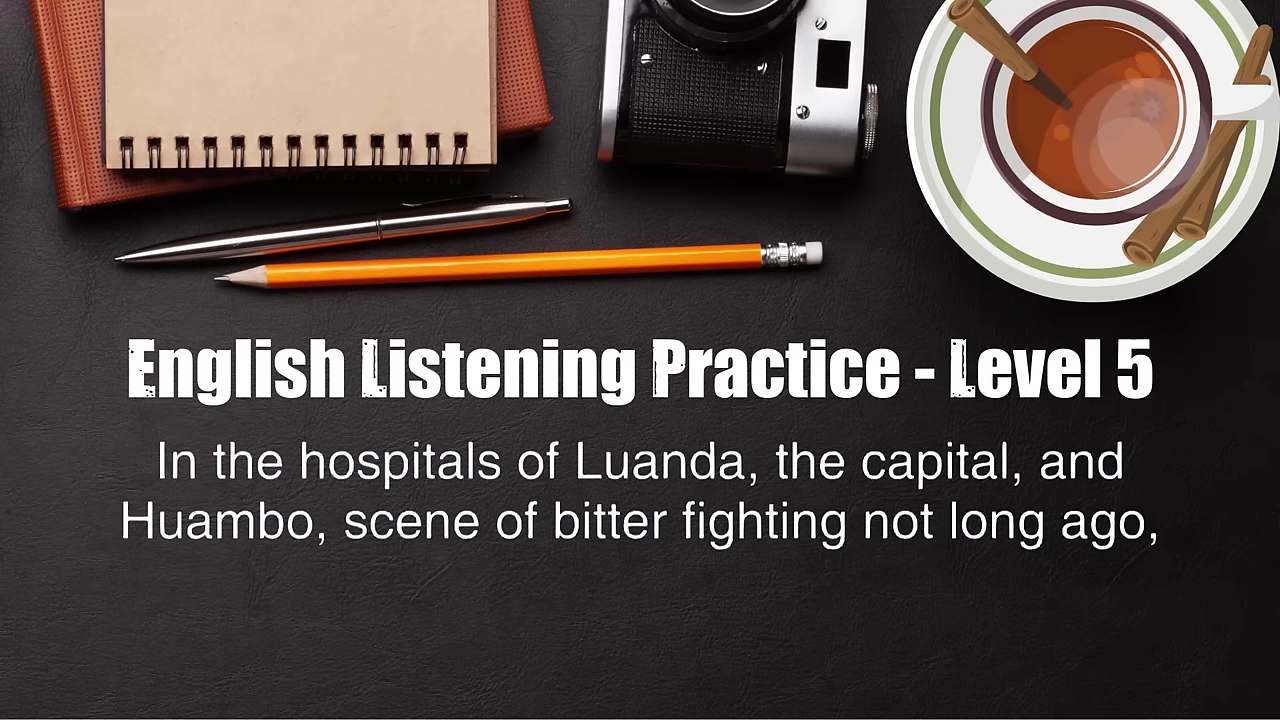 English Listening Practice - Level 5
In the hospitals of Luanda, the capital, and
Huambo, scene of bitter fighting not long ago,